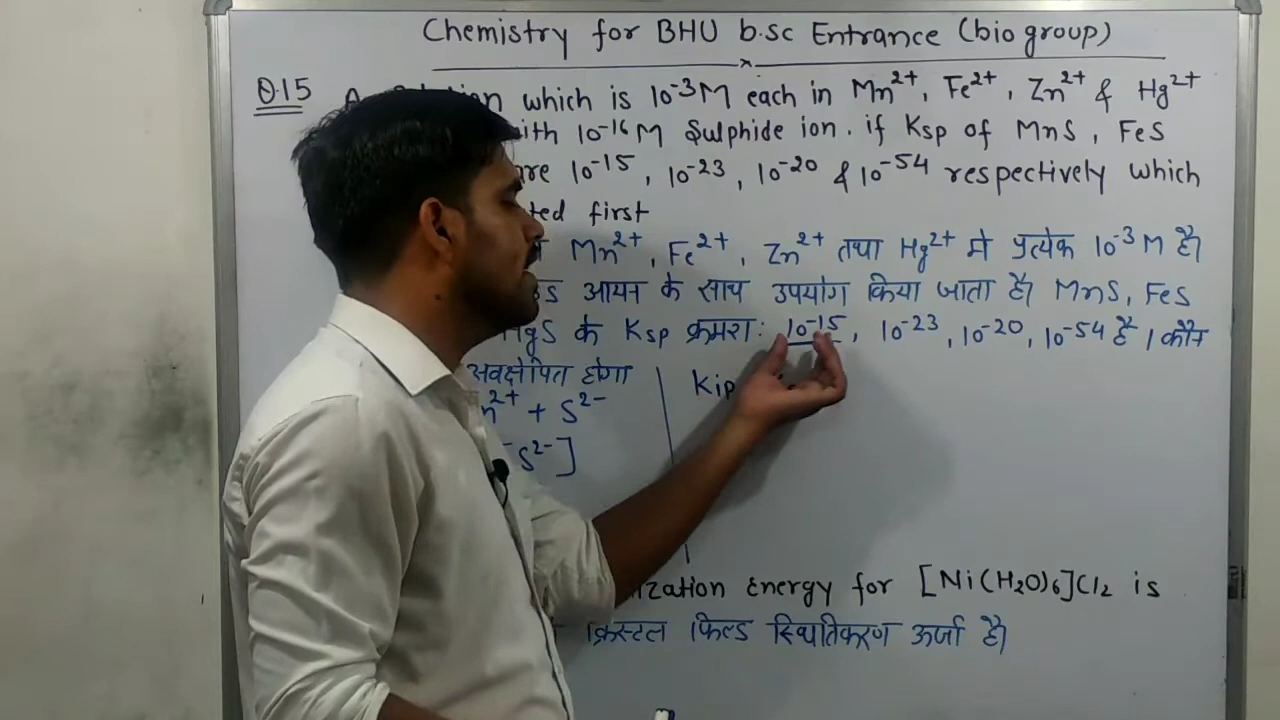 Chemistry for BHU b.sc Entrance (bio group)
Q.15 A which is 10⁻³M each in Mn²⁺, Fe²⁺, Zn²⁺ & Hg²⁺
10⁻¹⁶M Sulphide ion. if Ksp of MnS, FeS
10⁻¹⁵, 10⁻²³, 10⁻²⁰ & 10⁻⁵⁴ respectively which
first
Mn²⁺, Fe²⁺, Zn²⁺ तथा Hg²⁺ मे प्रत्येक 10⁻³M है।
आयन के साथ उपयोग किया जाता है। MnS, FeS
HgS के Ksp क्रमश: 10⁻¹⁵, 10⁻²³, 10⁻²⁰, 10⁻⁵⁴ है। कौन
अवक्षेपित होगा
n²⁺ + S²⁻
Kip
S²⁻]
ization Energy for [Ni(H₂O)₆]Cl₂ is
क्रिस्टल फिल्ड स्थितिकरण ऊर्जा है।